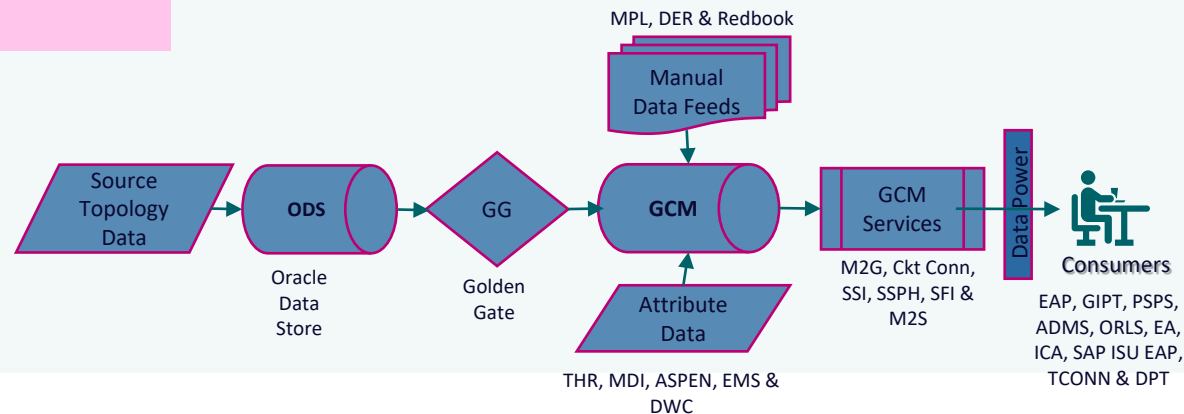 MPL, DER & Redbook
Manual
Data Feeds
Source
Topology
Data
ODS
Oracle
Data
Store
GG
Golden
Gate
GCM
Attribute
Data
THR, MDI, ASPEN, EMS &
DWC
GCM
Services
M2G, Ckt Conn,
SSI, SSPH, SFI &
M2S
Data Power
Consumers
EAP, GIPT, PSPS,
ADMS, ORLS, EA,
ICA, SAP ISU EAP,
TCONN & DPT